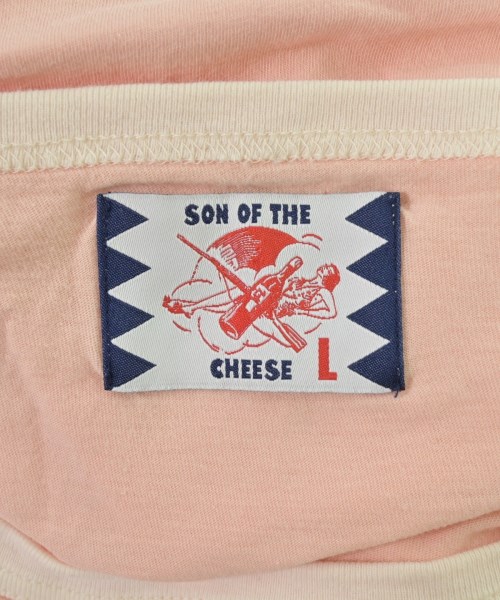 SON OF THE
CHEESE L